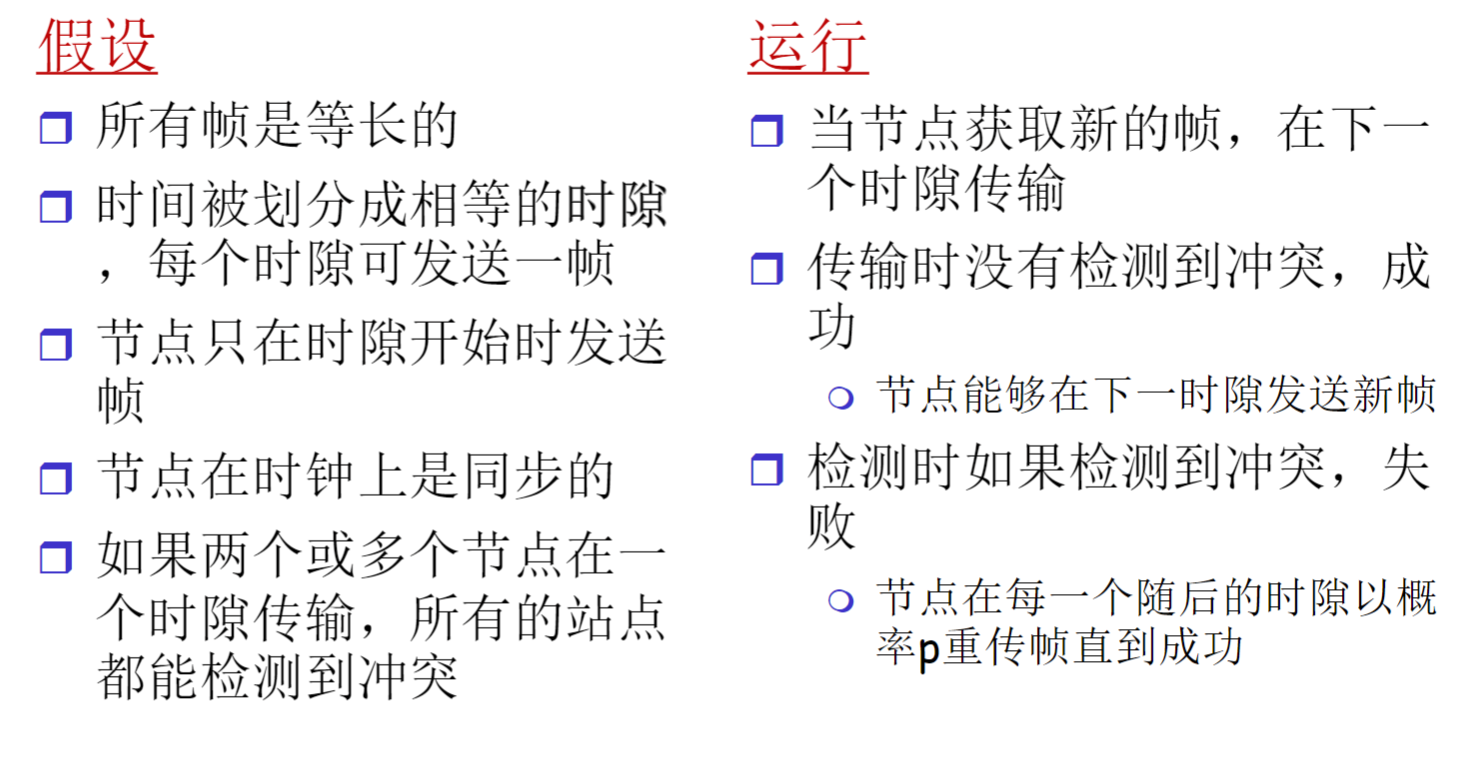 假设
所有帧是等长的
时间被划分成相等的时隙
，每个时隙可发送一帧
节点只在时隙开始时发送
帧
节点在时钟上是同步的
如果两个或多个节点在一
个时隙传输，所有的站点
都能检测到冲突
运行
当节点获取新的帧，在下一
个时隙传输
传输时没有检测到冲突，成
功
节点能够在下一时隙发送新帧
检测时如果检测到冲突，失
败
节点在每一个随后的时隙以概
率p重传帧直到成功